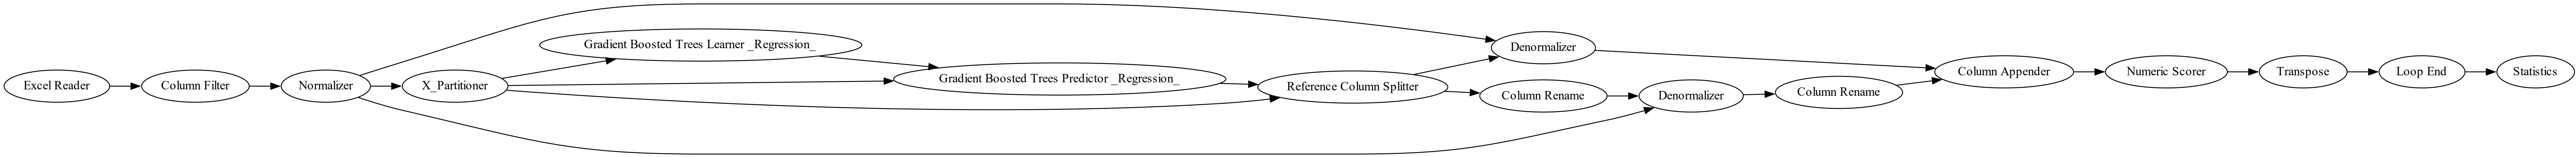 Excel Reader
Column Filter
Normalizer
X_Partitioner
Gradient Boosted Trees Learner _Regression_
Gradient Boosted Trees Predictor _Regression_
Reference Column Splitter
Denormalizer
Column Rename
Denormalizer
Column Rename
Column Appender
Numeric Scorer
Transpose
Loop End
Statistics